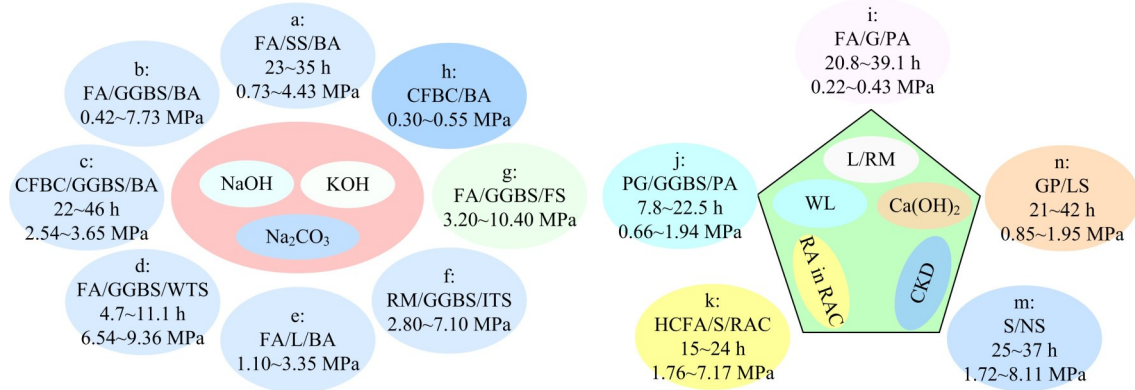 a:
FA/SS/BA
23~35 h
0.73~4.43 MPa
b:
FA/GGBS/BA
0.42~7.73 MPa
h:
CFBC/BA
0.30~0.55 MPa
c:
CFBC/GGBS/BA
22~46 h
2.54~3.65 MPa
NaOH
KOH
Na₂CO₃
g:
FA/GGBS/FS
3.20~10.40 MPa
d:
FA/GGBS/WTS
4.7~11.1 h
6.54~9.36 MPa
e:
FA/L/BA
1.10~3.35 MPa
f:
RM/GGBS/ITS
2.80~7.10 MPa
i:
FA/G/PA
20.8~39.1 h
0.22~0.43 MPa
j:
PG/GGBS/PA
7.8~22.5 h
0.66~1.94 MPa
L/RM
WL
Ca(OH)₂
RA in RAC
CKD
n:
GP/LS
21~42 h
0.85~1.95 MPa
k:
HCFA/S/RAC
15~24 h
1.76~7.17 MPa
m:
S/NS
25~37 h
1.72~8.11 MPa